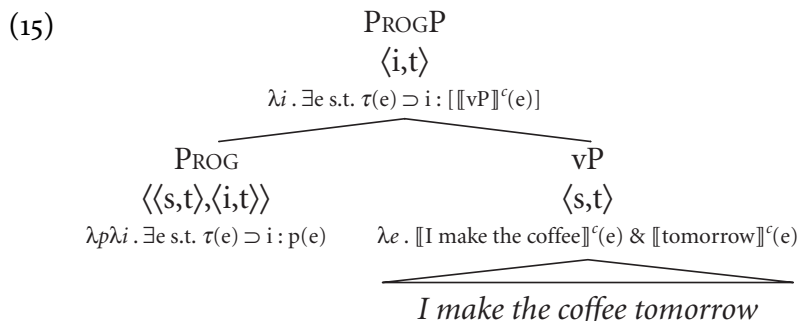 (15) PROGP
⟨i,t⟩
λi . ∃e s.t. τ(e) ⊃ i : [⟦vP⟧ᶜ(e)]
PROG vP
⟨⟨s,t⟩,⟨i,t⟩⟩ ⟨s,t⟩
λpλi . ∃e s.t. τ(e) ⊃ i : p(e) λe . ⟦I make the coffee⟧ᶜ(e) & ⟦tomorrow⟧ᶜ(e)
I make the coffee tomorrow